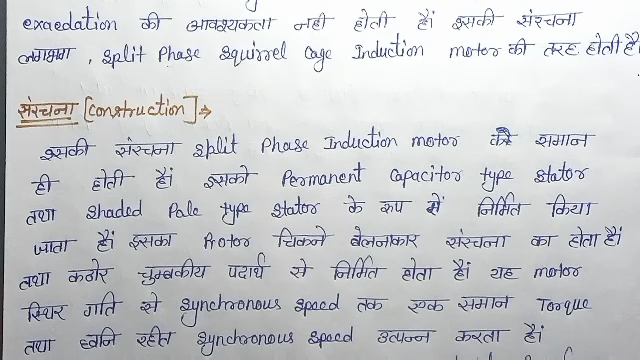 exaedation की आवश्यकता नही होती हैं। इसकी संरचना
लगभग , split Phase Squirrel Cage Induction motor की तरह होती है।
संरचना [construction] ⇒
इसकी संरचना split Phase Induction motor के समान
ही होती हैं। इसको Permanent Capacitor type stator
तथा shaded Pale type stator के रूप में निर्मित किया
जाता हैं। इसका Rotor चिकने बेलनाकार संरचना का होता हैं।
तथा कठोर चुम्बकीय पदार्थ से निर्मित होता हैं। यह motor
स्थिर गति से synchronous speed तक एक समान Torque
तथा ध्वनि रहीत synchronous speed उत्पन्न करता हैं।